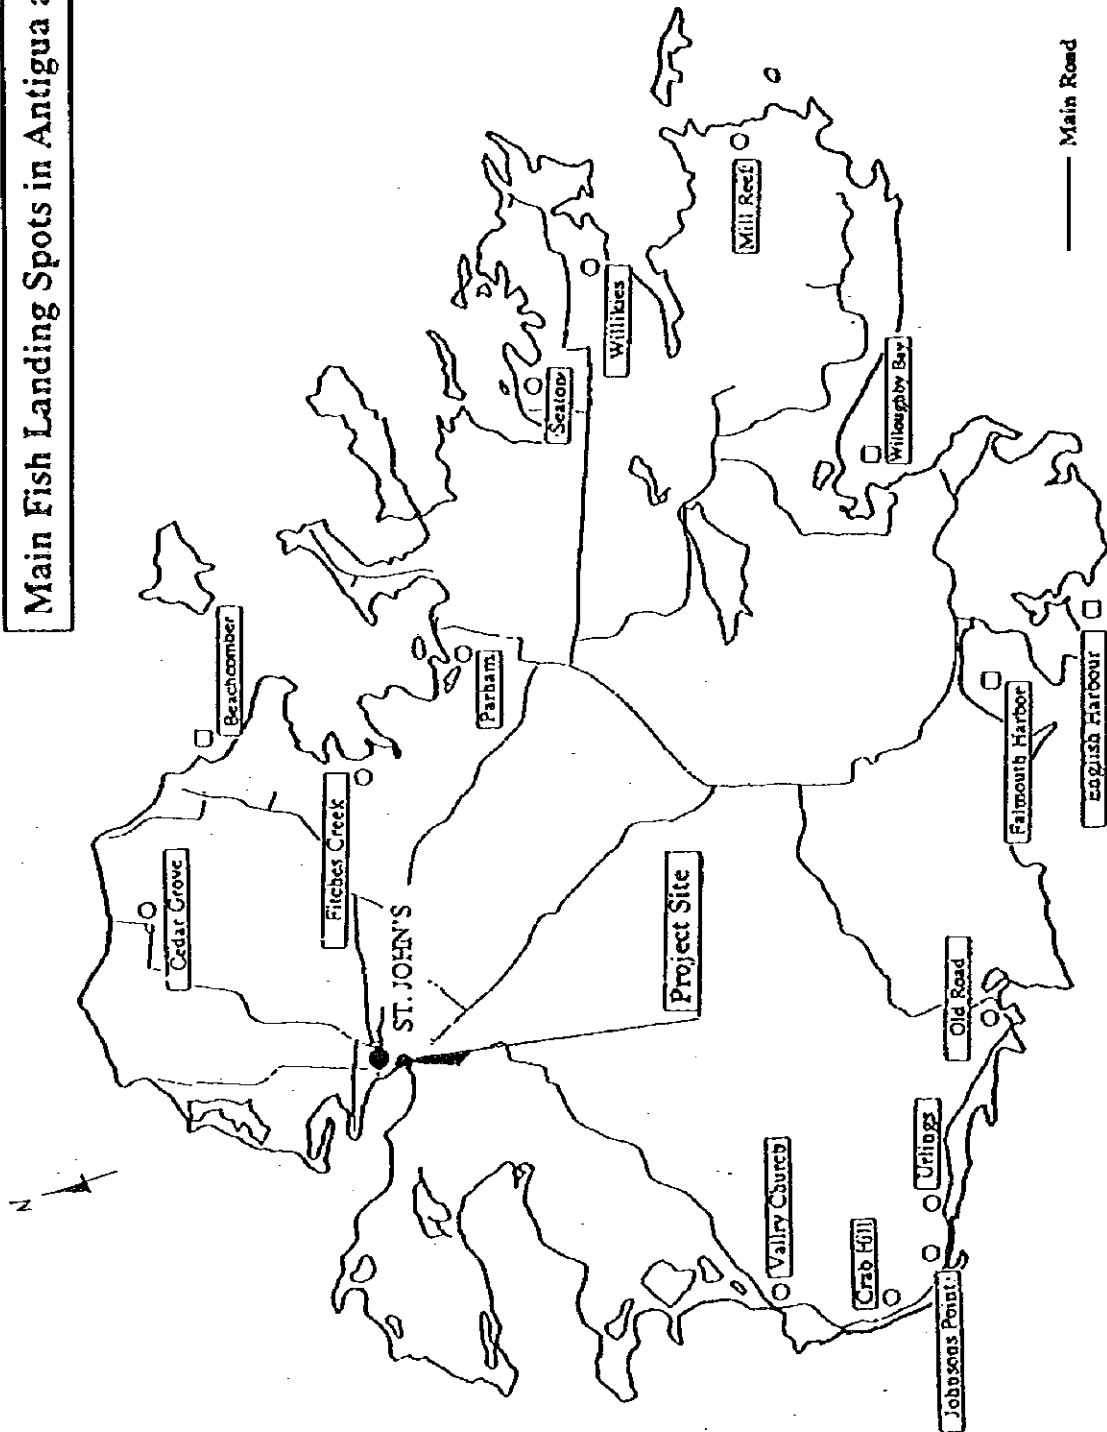 Main Fish Landing Spots in Antigua a
N
Beachcomber
Cedar Grove
Fitches Creek
Parham
ST. JOHN'S
Seatony
Willikies
Mill Reef
Project Site
Willoughby Bay
Valley Church
Crab Hill
Urlings
Old Road
Johnsons Point
Falmouth Harbor
English Harbour
Main Road